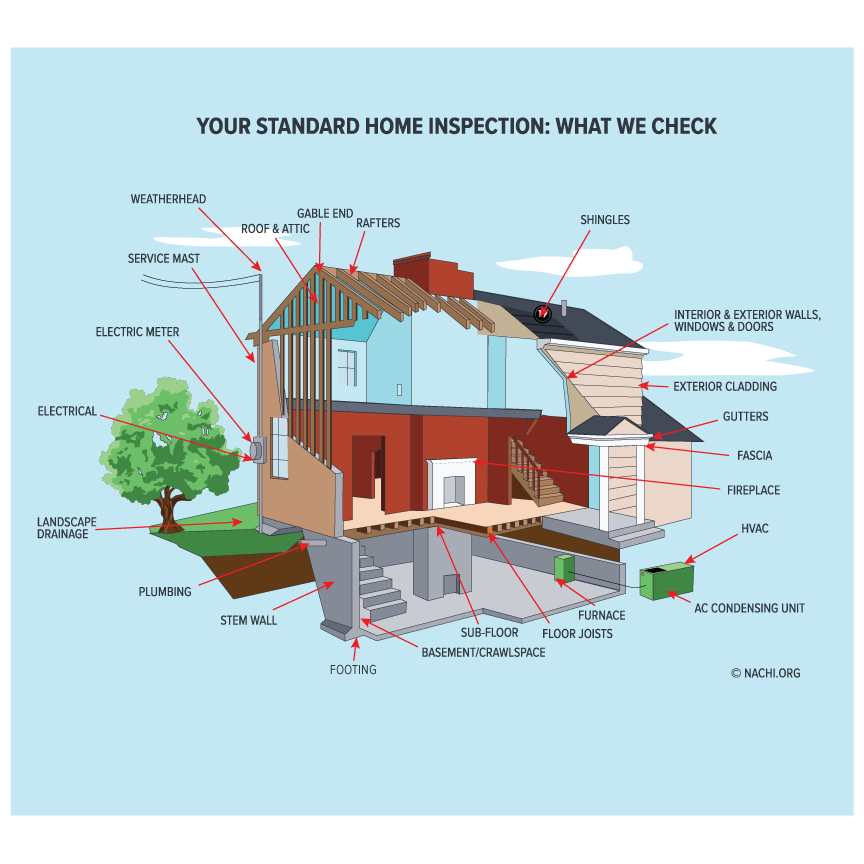 YOUR STANDARD HOME INSPECTION: WHAT WE CHECK
WEATHERHEAD
GABLE END
ROOF & ATTIC
RAFTERS
SHINGLES
SERVICE MAST
INTERIOR & EXTERIOR WALLS,
WINDOWS & DOORS
ELECTRIC METER
EXTERIOR CLADDING
ELECTRICAL
GUTTERS
FASCIA
FIREPLACE
LANDSCAPE
DRAINAGE
HVAC
PLUMBING
AC CONDENSING UNIT
STEM WALL
FURNACE
SUB-FLOOR
FLOOR JOISTS
BASEMENT/CRAWLSPACE
FOOTING
© NACHI.ORG